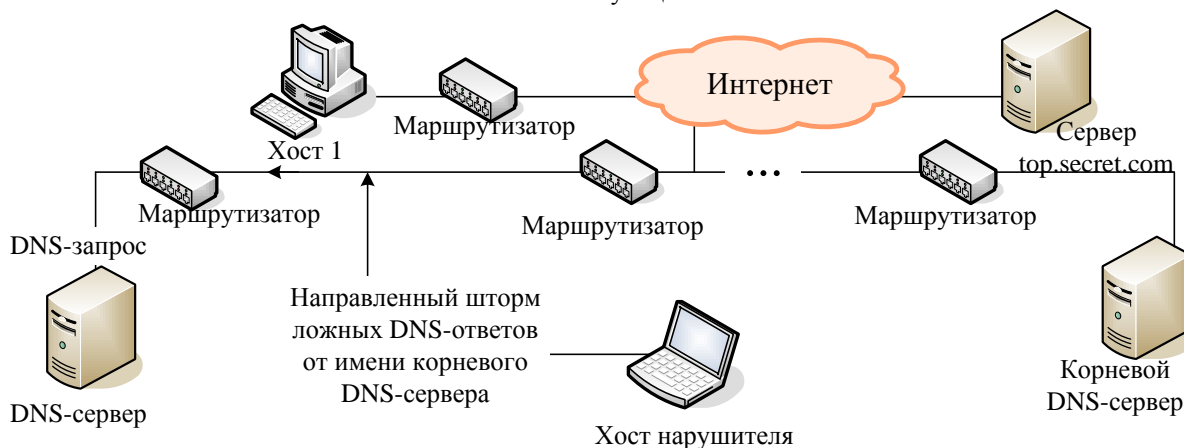 Интернет
Маршрутизатор
Сервер
top.secret.com
Хост 1
Маршрутизатор
Маршрутизатор
...
Маршрутизатор
DNS-запрос
Направленный шторм
ложных DNS-ответов
от имени корневого
DNS-сервера
Корневой
DNS-сервер
DNS-сервер
Хост нарушителя